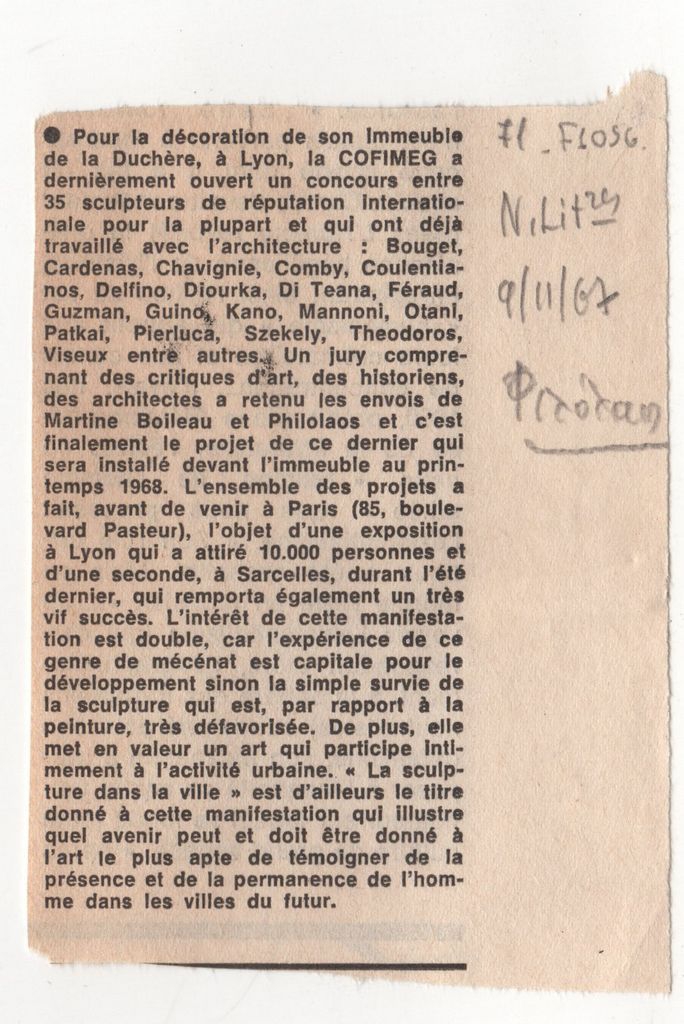 ● Pour la décoration de son Immeuble
de la Duchère, à Lyon, la COFIMEG a
dernièrement ouvert un concours entre
35 sculpteurs de réputation internatio-
nale pour la plupart et qui ont déjà
travaillé avec l'architecture : Bouget,
Cardenas, Chavignie, Comby, Coulentia-
nos, Delfino, Diourka, Di Teana, Féraud,
Guzman, Guino, Kano, Mannoni, Otani,
Patkai, Pierluca, Szekely, Theodoros,
Viseux entre autres. Un jury compre-
nant des critiques d'art, des historiens,
des architectes a retenu les envois de
Martine Boileau et Philolaos et c'est
finalement le projet de ce dernier qui
sera installé devant l'immeuble au prin-
temps 1968. L'ensemble des projets a
fait, avant de venir à Paris (85, boule-
vard Pasteur), l'objet d'une exposition
à Lyon qui a attiré 10.000 personnes et
d'une seconde, à Sarcelles, durant l'été
dernier, qui remporta également un très
vif succès. L'intérêt de cette manifesta-
tion est double, car l'expérience de ce
genre de mécénat est capitale pour le
développement sinon la simple survie de
la sculpture qui est, par rapport à la
peinture, très défavorisée. De plus, elle
met en valeur un art qui participe inti-
mement à l'activité urbaine. « La sculp-
ture dans la ville » est d'ailleurs le titre
donné à cette manifestation qui illustre
quel avenir peut et doit être donné à
l'art le plus apte de témoigner de la
présence et de la permanence de l'hom-
me dans les villes du futur.
N. Litres
9/11/67